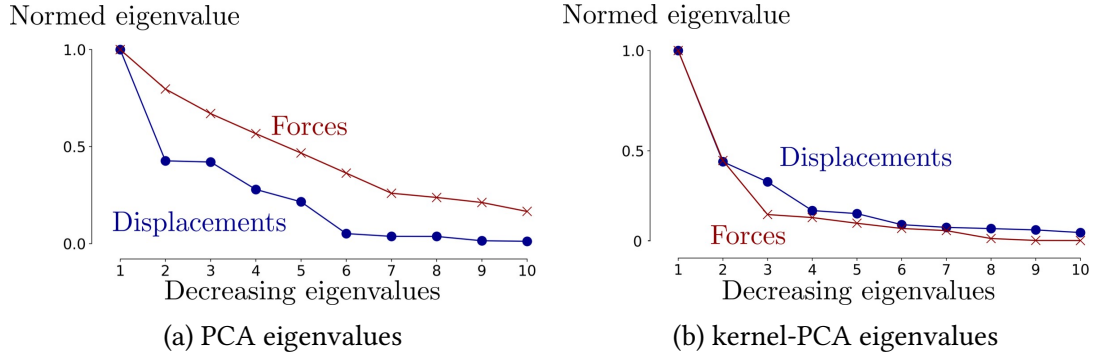 Normed eigenvalue
1.0
0.5
0.0
Forces
Displacements
1 2 3 4 5 6 7 8 9 10
Decreasing eigenvalues
(a) PCA eigenvalues
Normed eigenvalue
1.0
0.5
0
Displacements
Forces
1 2 3 4 5 6 7 8 9 10
Decreasing eigenvalues
(b) kernel-PCA eigenvalues